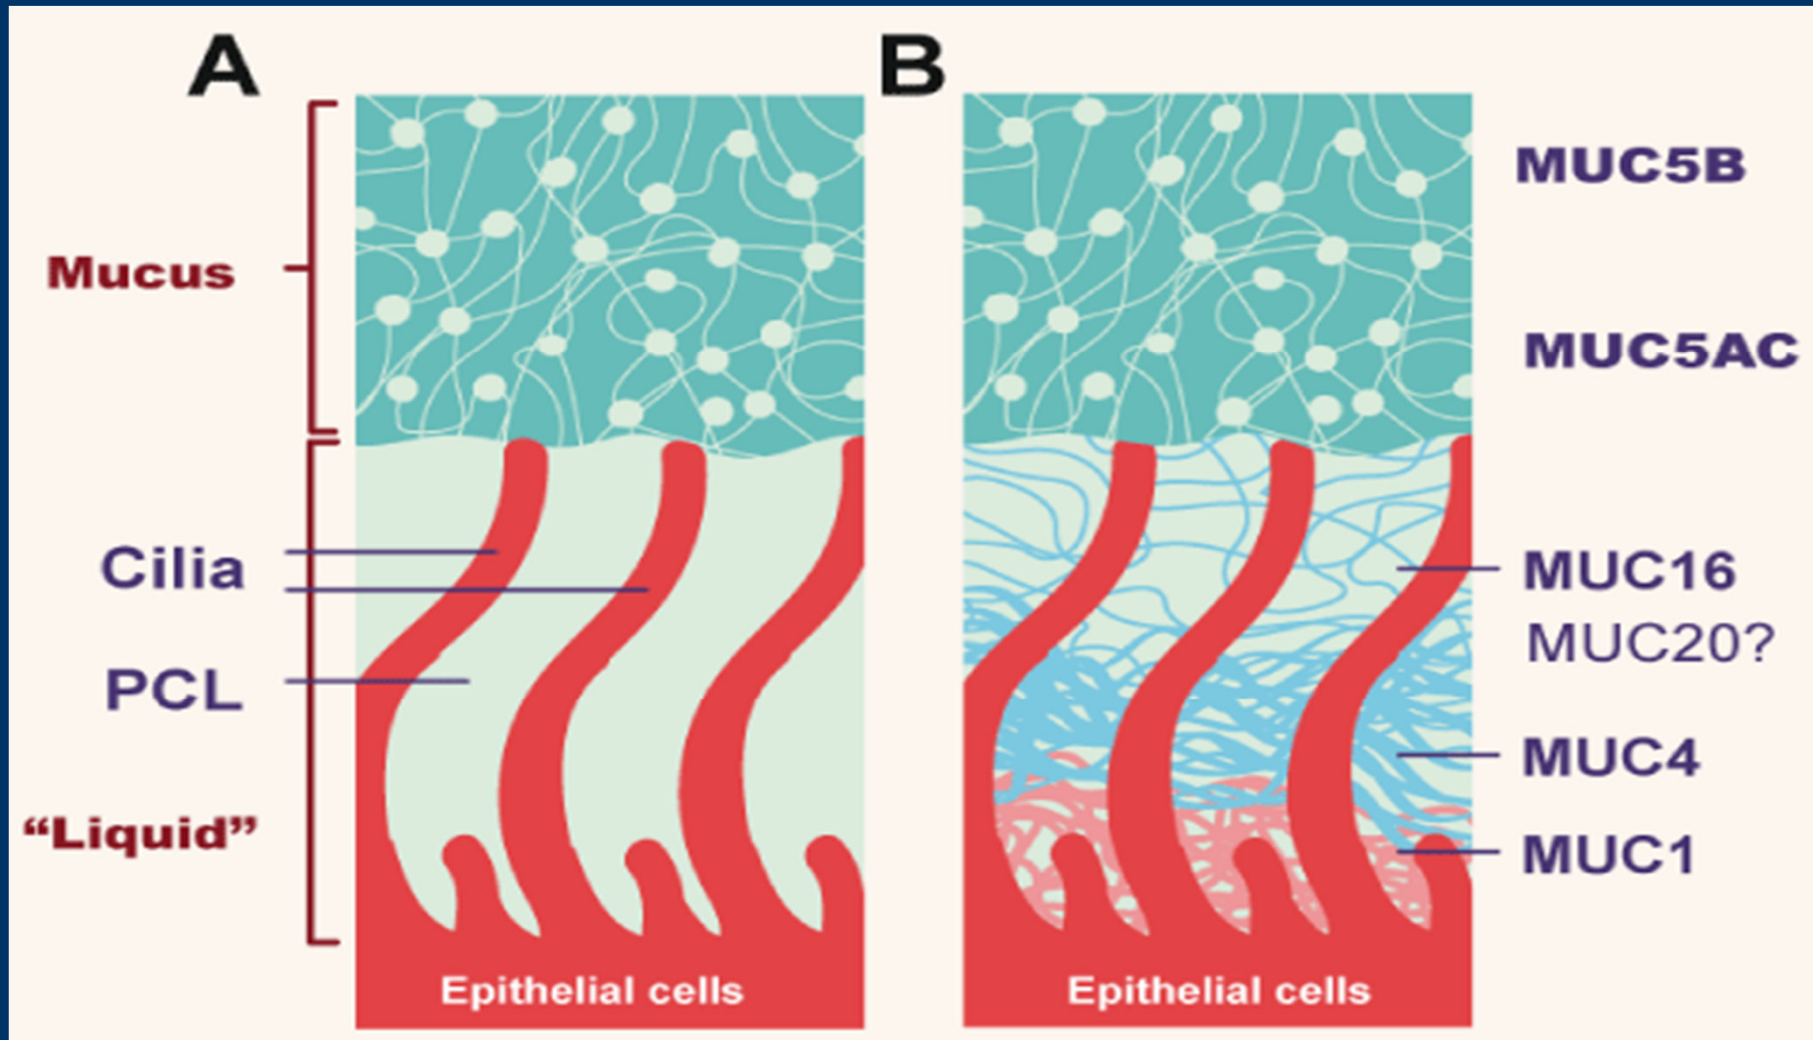 A
Mucus
Cilia
PCL
“Liquid”
Epithelial cells
B
MUC5B
MUC5AC
MUC16
MUC20?
MUC4
MUC1
Epithelial cells